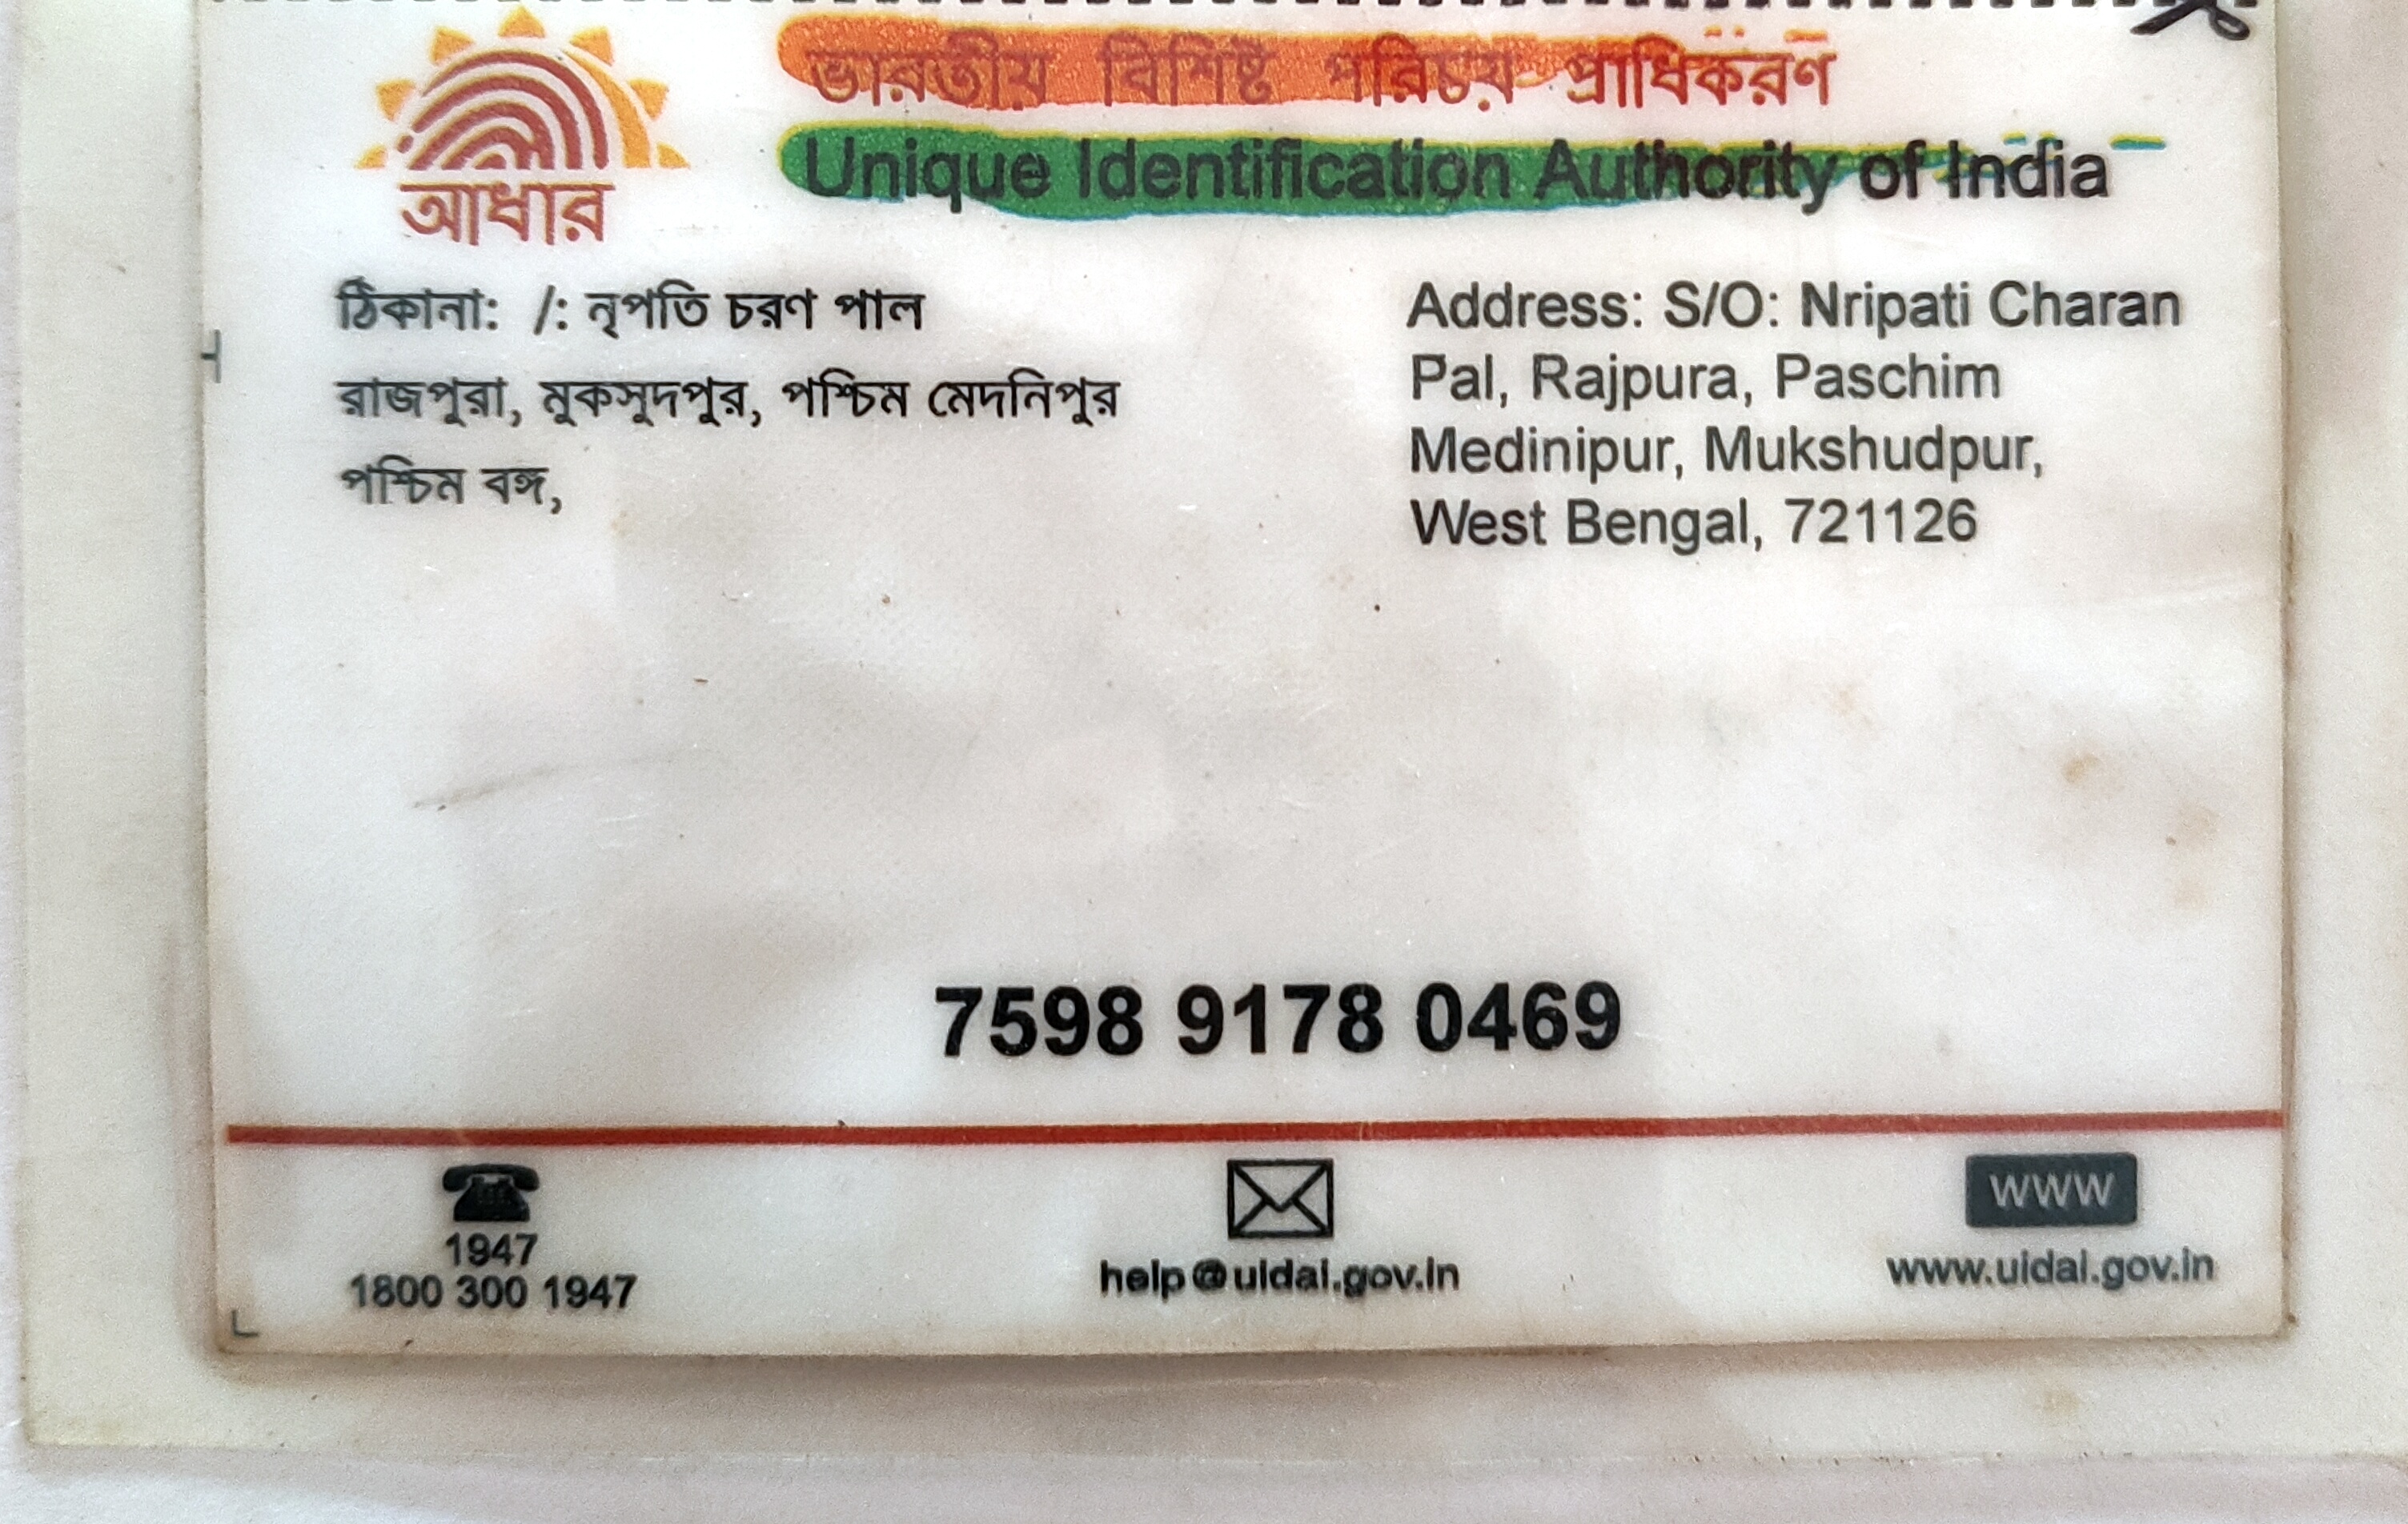 ভারতীয় বিশিষ্ট পরিচয় প্রাধিকরণ
Unique Identification Authority of India
আধার
ঠিকানা: /: নৃপতি চরণ পাল
রাজপুরা, মুকসুদপুর, পশ্চিম মেদনিপুর
পশ্চিম বঙ্গ,
Address: S/O: Nripati Charan
Pal, Rajpura, Paschim
Medinipur, Mukshudpur,
West Bengal, 721126
7598 9178 0469
1947
1800 300 1947
help@uidai.gov.in
www
www.uidai.gov.in